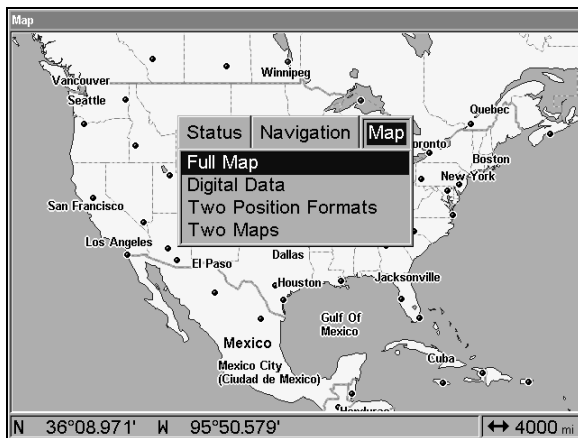 Map
Winnipeg
Vancouver
Seattle
Quebec
Status Navigation Map
oronto
Full Map
Boston
Digital Data
New York
Two Position Formats
San Francisco
Two Maps
Los Angeles
El Paso
Dallas
Houston
Jacksonville
Gulf Of
Mexico
Mexico
Cuba
Mexico City
(Ciudad de Mexico)
Honduras
N 36°08.971' W 95°50.579' ↔ 4000 mi